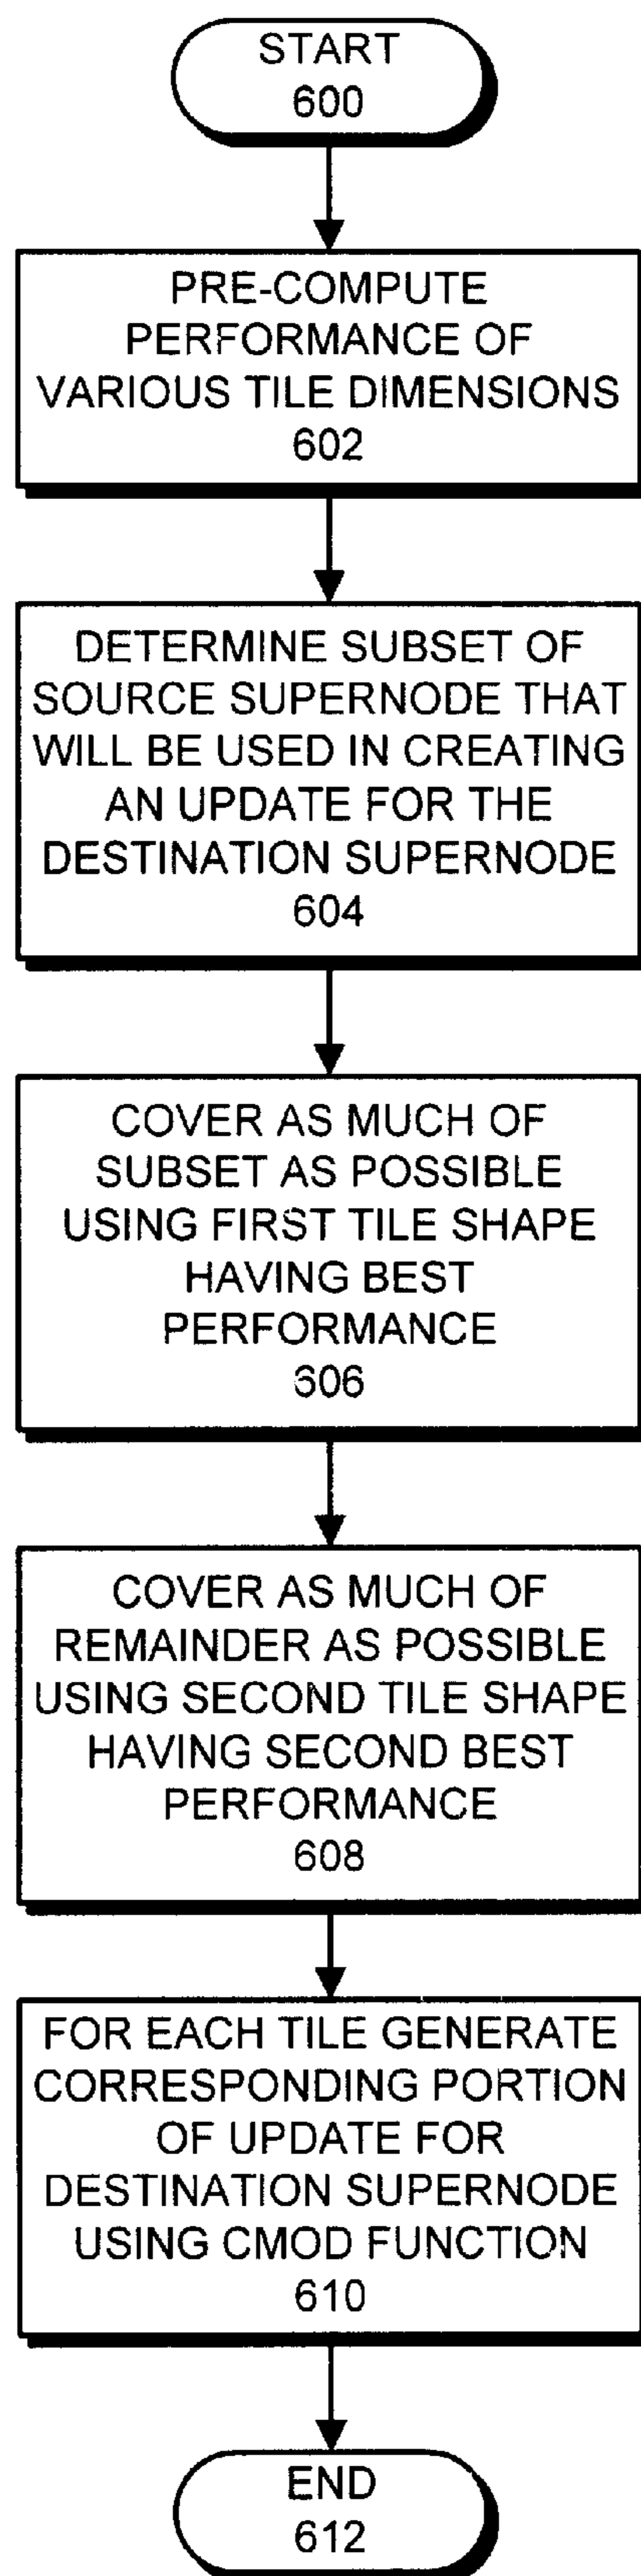 START
600
PRE-COMPUTE
PERFORMANCE OF
VARIOUS TILE DIMENSIONS
602
DETERMINE SUBSET OF
SOURCE SUPERNODE THAT
WILL BE USED IN CREATING
AN UPDATE FOR THE
DESTINATION SUPERNODE
604
COVER AS MUCH OF
SUBSET AS POSSIBLE
USING FIRST TILE SHAPE
HAVING BEST
PERFORMANCE
606
COVER AS MUCH OF
REMAINDER AS POSSIBLE
USING SECOND TILE SHAPE
HAVING SECOND BEST
PERFORMANCE
608
FOR EACH TILE GENERATE
CORRESPONDING PORTION
OF UPDATE FOR
DESTINATION SUPERNODE
USING CMOD FUNCTION
610
END
612